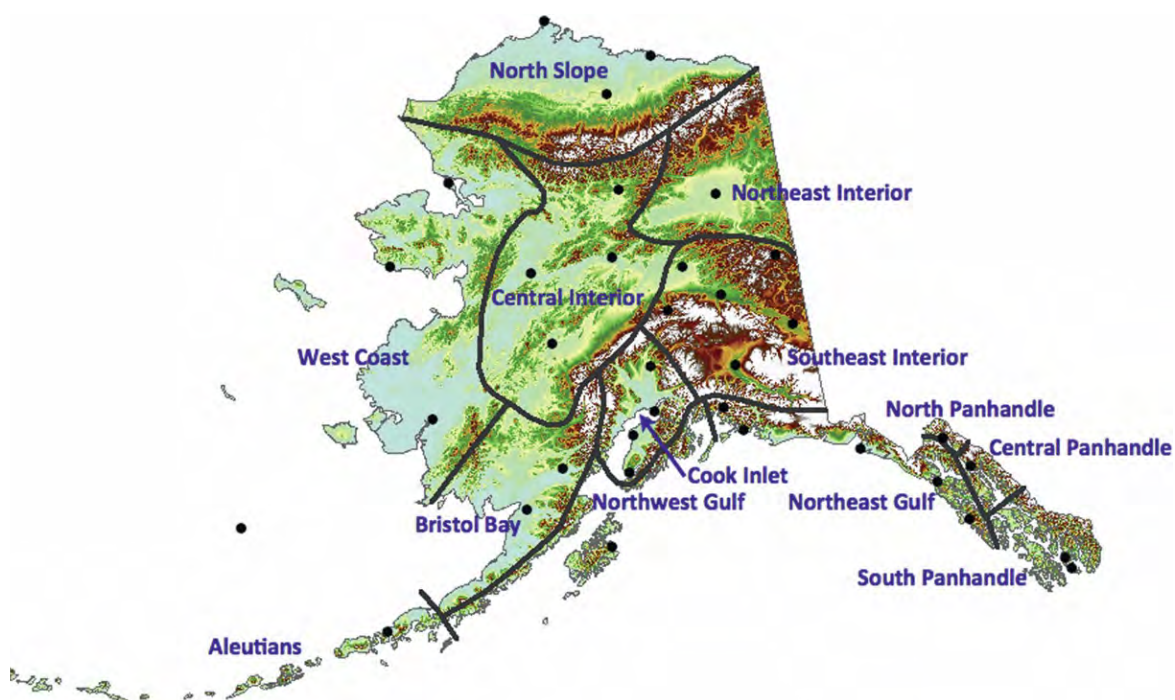 North Slope
Northeast Interior
Central Interior
West Coast
Southeast Interior
North Panhandle
Central Panhandle
Cook Inlet
Northwest Gulf
Northeast Gulf
Bristol Bay
South Panhandle
Aleutians